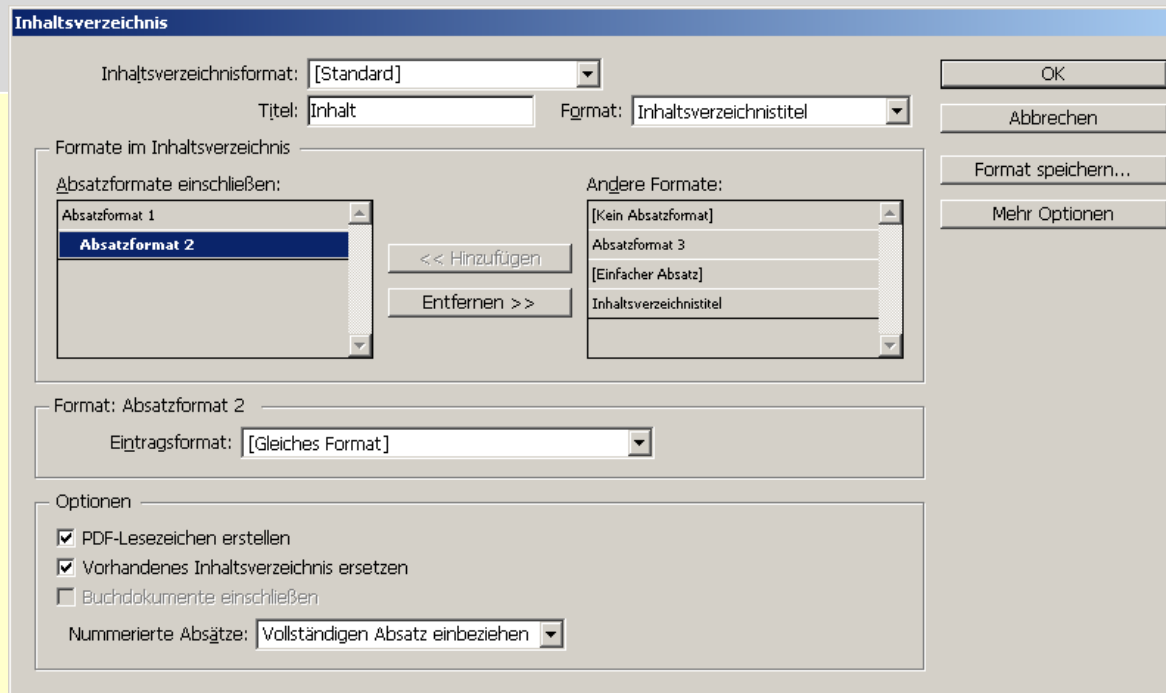 Inhaltsverzeichnis
Inhaltsverzeichnisformat: [Standard]
OK
Titel: Inhalt Format: Inhaltsverzeichnistitel
Abbrechen
Formate im Inhaltsverzeichnis
Format speichern...
Absatzformate einschließen: Andere Formate:
Absatzformat 1 [Kein Absatzformat]
Mehr Optionen
Absatzformat 2 Absatzformat 3
<< Hinzufügen
[Einfacher Absatz]
Entfernen >>
Inhaltsverzeichnistitel
Format: Absatzformat 2
Eintragsformat: [Gleiches Format]
Optionen
PDF-Lesezeichen erstellen
Vorhandenes Inhaltsverzeichnis ersetzen
Buchdokumente einschließen
Nummerierte Absätze: Vollständigen Absatz einbeziehen